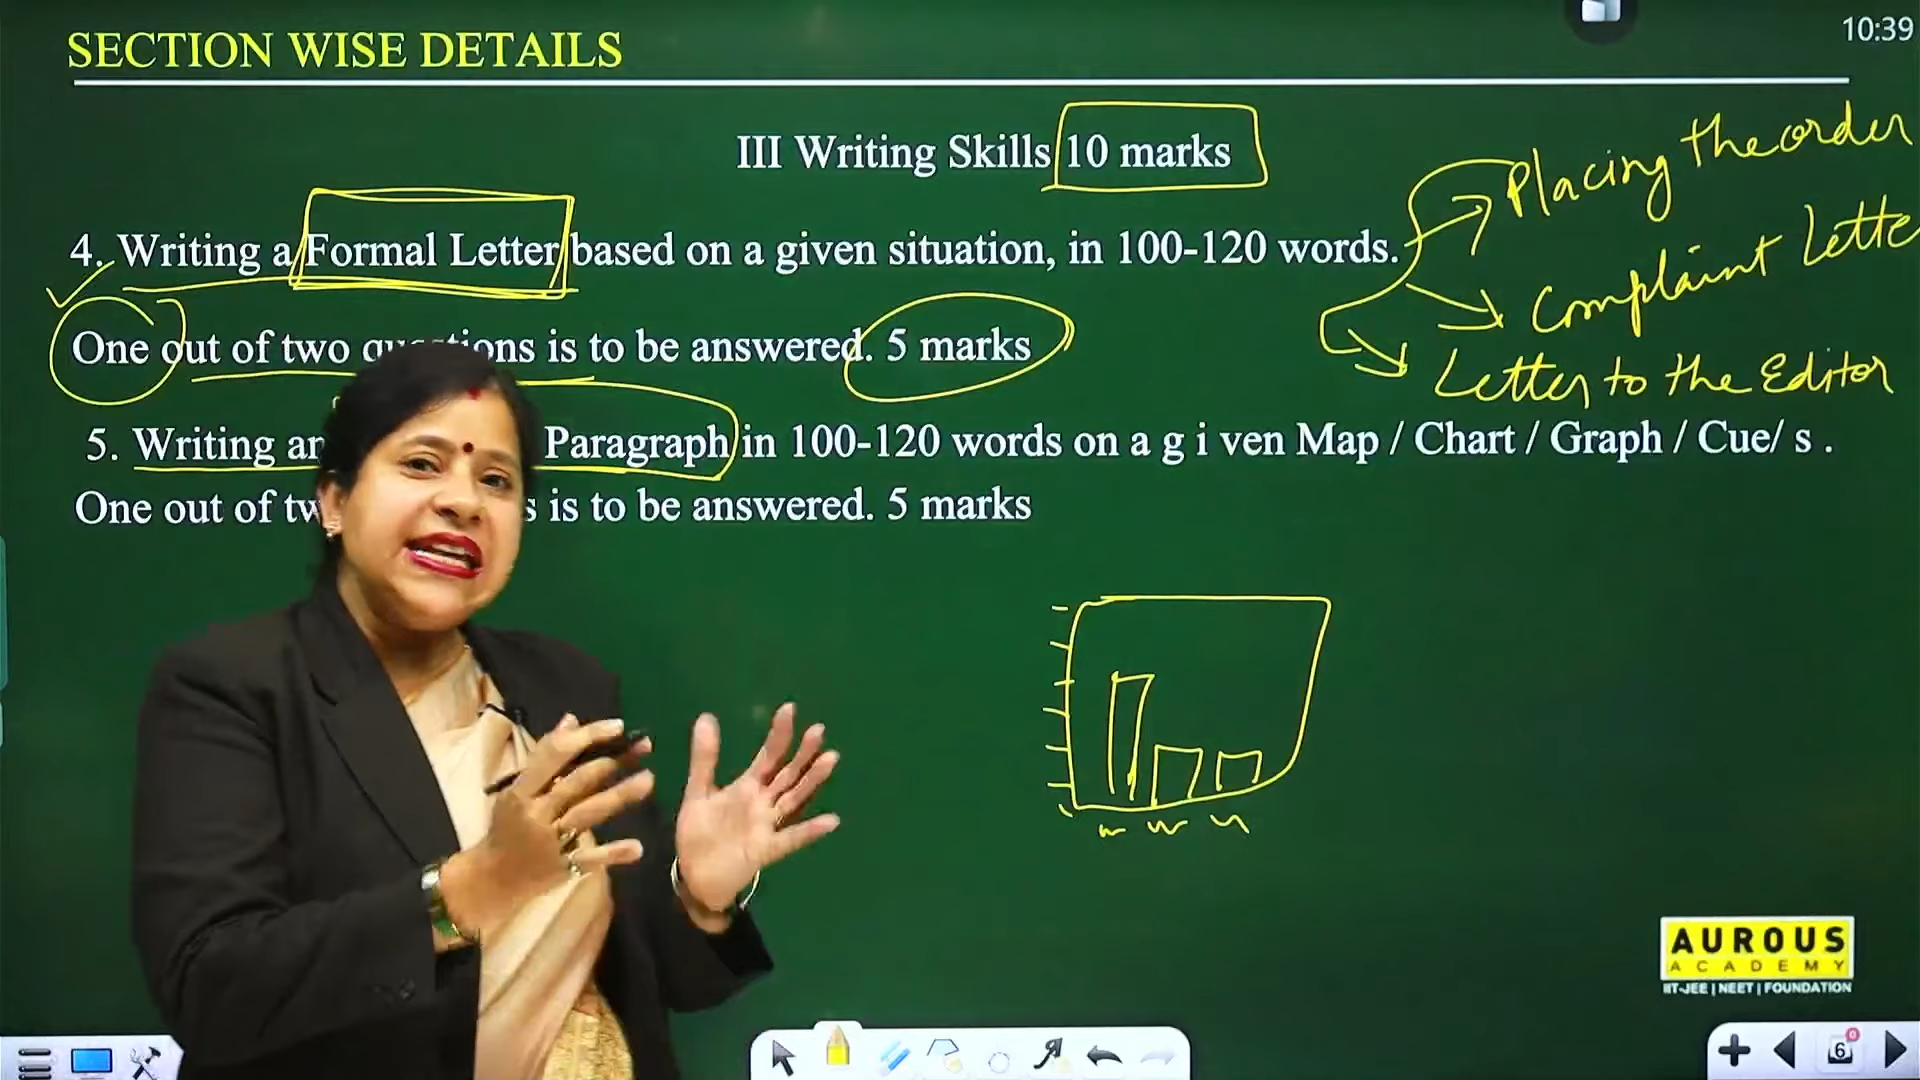 SECTION WISE DETAILS
10:39
III Writing Skills 10 marks
Placing the order
4. Writing a Formal Letter based on a given situation, in 100-120 words.
Complaint Lette
One out of two questions is to be answered. 5 marks
Letter to the Editor
5. Writing an Paragraph in 100-120 words on a g i ven Map / Chart / Graph / Cue/ s .
One out of tw s is to be answered. 5 marks
AUROUS
ACADEMY
IIT-JEE | NEET | FOUNDATION
6
0